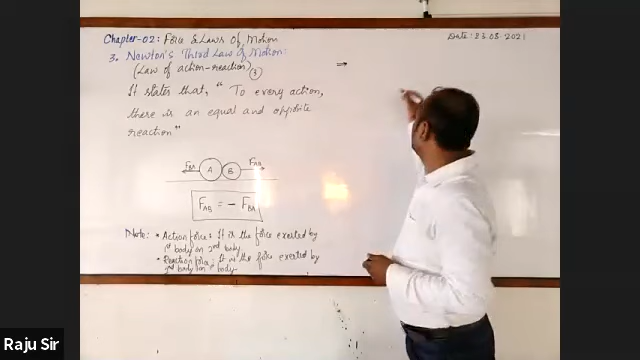 Chapter-02: Force & Laws Of Motion
Date: 23.08.2021
3. Newton's Third Law of Motion:
(Law of action-reaction) 3
⇒
It states that, "To every action,
there is an equal and opposite
reaction"
FBA A B FAB
FAB = - FBA
Note: • Action force: It is the force exerted by
1st body on 2nd body.
• Reaction force: It is the force exerted by
2nd body on body
Raju Sir